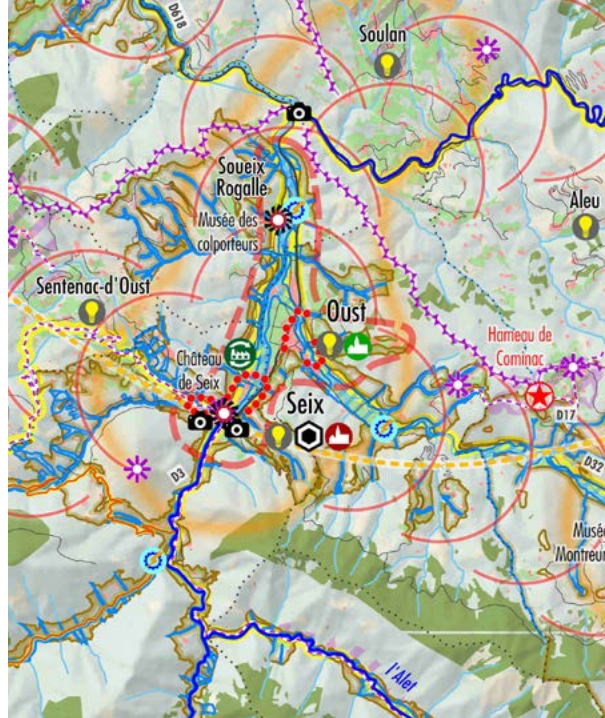 D618
Soulan
Soueix
Rogalle
Musée des
colporteurs
Aleu
Sentenac-d'Oust
Oust
Hameau de
Cominac
Château
de Seix
Seix
D17
D3
D32
Musé
Montreur
l'Alet